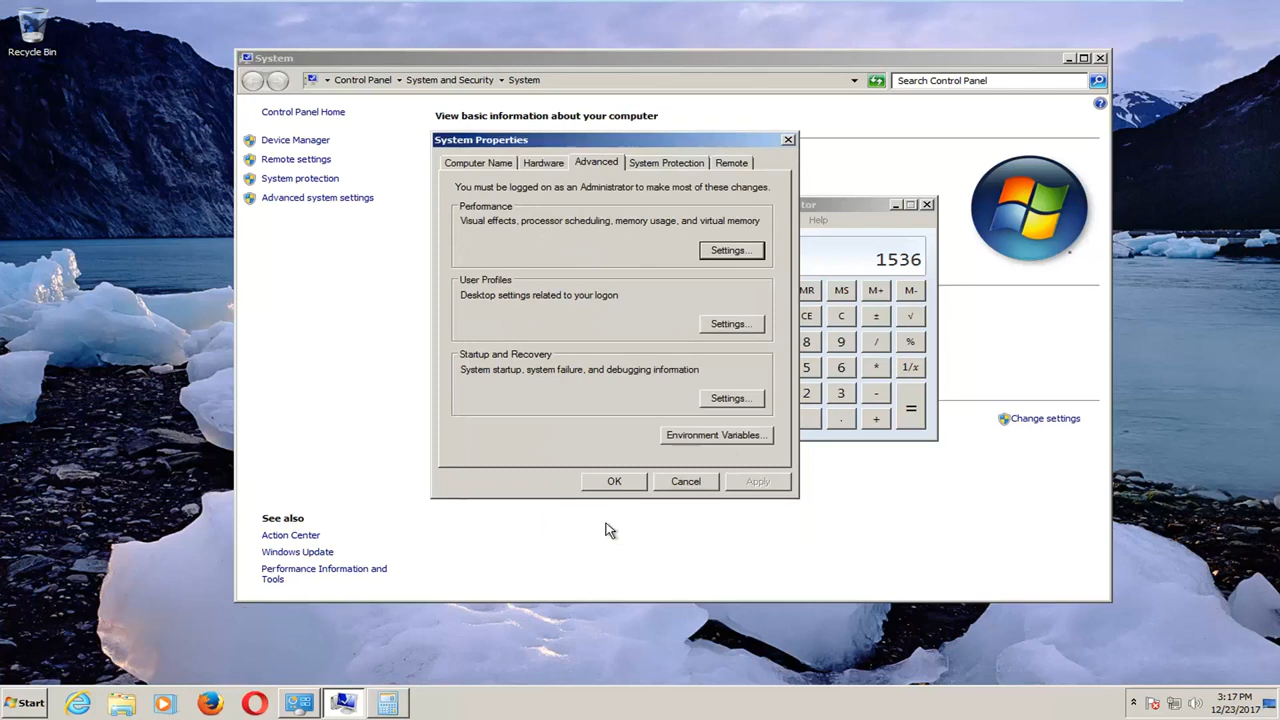 Recycle Bin
System
Control Panel
System and Security
System
Search Control Panel
Control Panel Home
Device Manager
Remote settings
System protection
Advanced system settings
See also
Action Center
Windows Update
Performance Information and
Tools
View basic information about your computer
System Properties
Computer Name
Hardware
Advanced
System Protection
Remote
You must be logged on as an Administrator to make most of these changes.
Performance
Visual effects, processor scheduling, memory usage, and virtual memory
Settings...
User Profiles
Desktop settings related to your logon
Settings...
Startup and Recovery
System startup, system failure, and debugging information
Settings...
Environment Variables...
OK
Cancel
Apply
tor
Help
1536
MR MS M+ M-
CE C ± √
8 9 / %
5 6 * 1/x
2 3 - =
. +
Change settings
Start
3:17 PM
12/23/2017